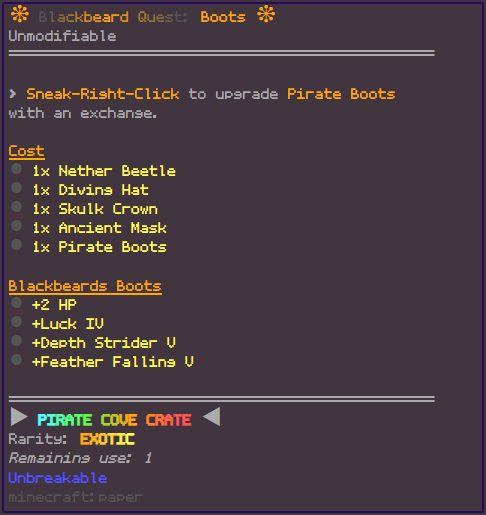 Blackbeard Quest: Boots
Unmodifiable
> Sneak-Right-Click to upgrade Pirate Boots
with an exchange.
Cost
1x Nether Beetle
1x Diving Hat
1x Skulk Crown
1x Ancient Mask
1x Pirate Boots
Blackbeards Boots
+2 HP
+Luck IV
+Depth Strider V
+Feather Falling V
PIRATE COVE CRATE
Rarity: EXOTIC
Remaining use: 1
Unbreakable
minecraft:paper